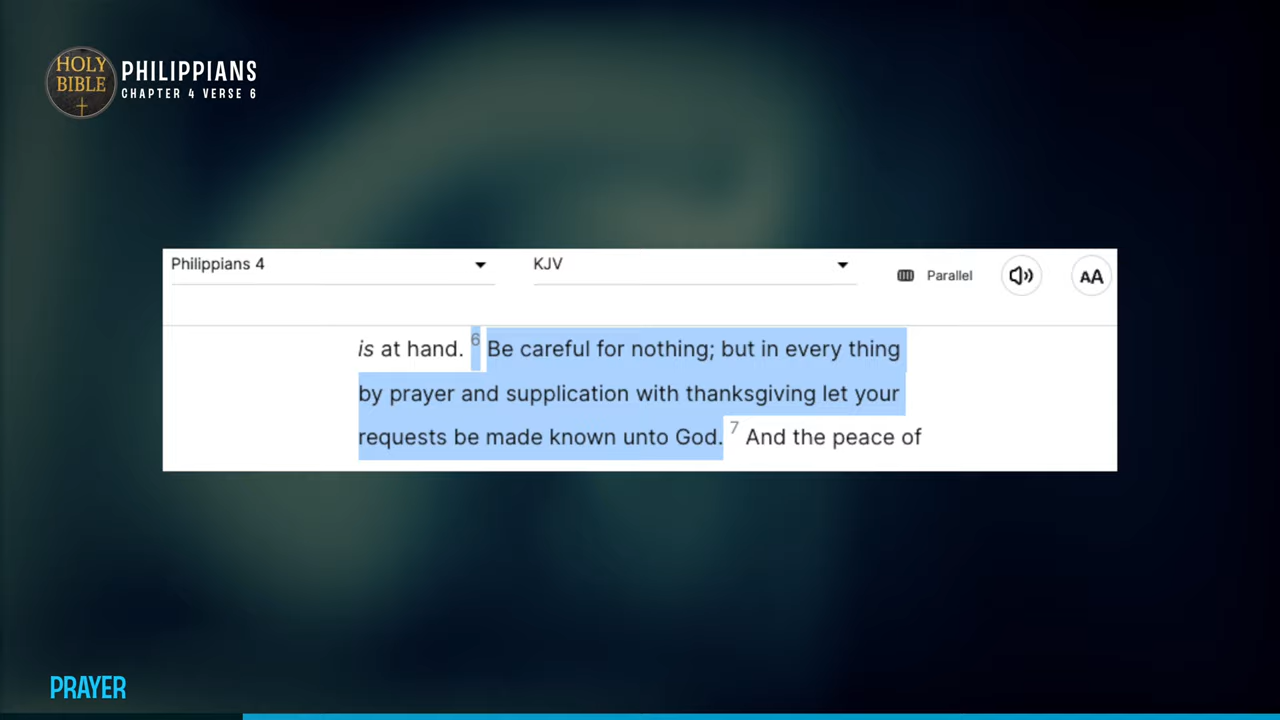 HOLY
BIBLE
PHILIPPIANS
CHAPTER 4 VERSE 6
Philippians 4
KJV
Parallel
AA
is at hand. 6 Be careful for nothing; but in every thing
by prayer and supplication with thanksgiving let your
requests be made known unto God. 7 And the peace of
PRAYER